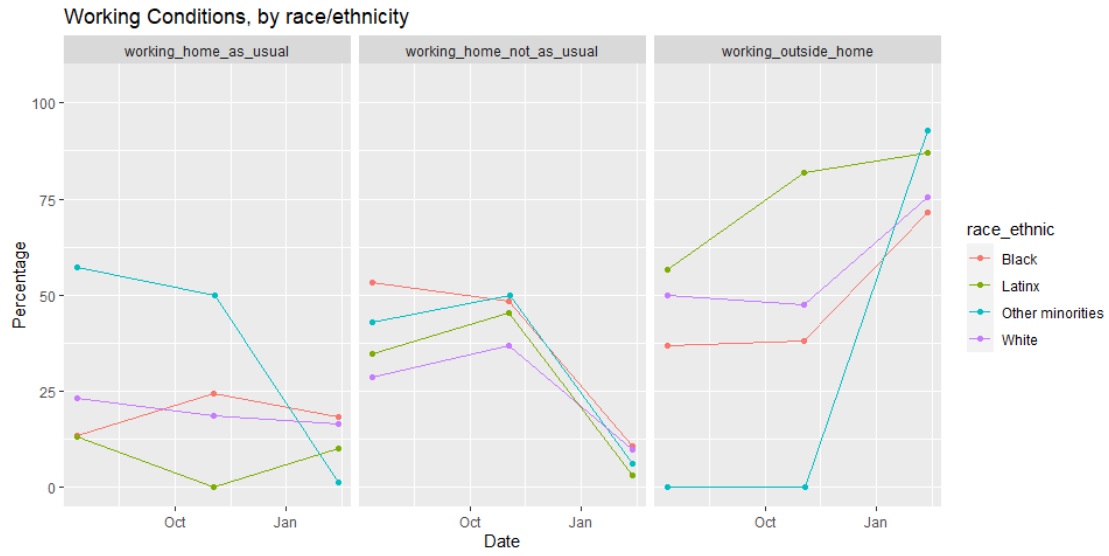 Working Conditions, by race/ethnicity
working_home_as_usual
working_home_not_as_usual
working_outside_home
100
75
50
25
0
Percentage
Oct
Jan
Oct
Jan
Oct
Jan
Date
race_ethnic
Black
Latinx
Other minorities
White